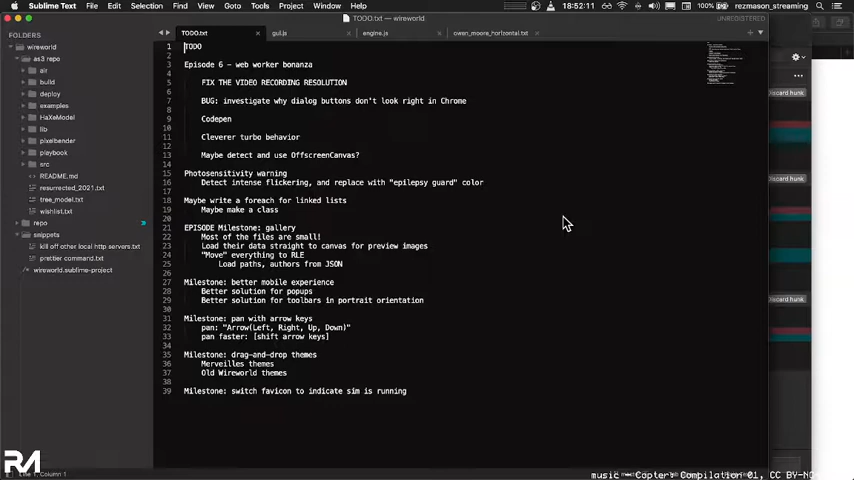 Sublime Text File Edit Selection Find View Goto Tools Project Window Help 18:52:11 100% rezmason_streaming
TODO.txt — wireworld
UNREGISTERED
FOLDERS
wireworld
as3 repo
air
build
deploy
examples
HaXeModel
lib
pixelbender
playbook
src
README.md
resurrected_2021.txt
tree_model.txt
wishlist.txt
repo
snippets
kill off other local http servers.txt
prettier command.txt
wireworld.sublime-project
TODO.txt gui.js engine.js owen_moore_horizontal.txt
1 TODO
2
3 Episode 6 – web worker bonanza
4
5 FIX THE VIDEO RECORDING RESOLUTION
6
7 BUG: investigate why dialog buttons don't look right in Chrome
8
9 Codepen
10
11 Cleverer turbo behavior
12
13 Maybe detect and use OffscreenCanvas?
14
15 Photosensitivity warning
16 Detect intense flickering, and replace with "epilepsy guard" color
17
18 Maybe write a foreach for linked lists
19 Maybe make a class
20
21 EPISODE Milestone: gallery
22 Most of the files are small!
23 Load their data straight to canvas for preview images
24 "Move" everything to RLE
25 Load paths, authors from JSON
26
27 Milestone: better mobile experience
28 Better solution for popups
29 Better solution for toolbars in portrait orientation
30
31 Milestone: pan with arrow keys
32 pan: "Arrow(Left, Right, Up, Down)"
33 pan faster: [shift arrow keys]
34
35 Milestone: drag-and-drop themes
36 Merveilles themes
37 Old Wireworld themes
38
39 Milestone: switch favicon to indicate sim is running
Discard hunk
Discard hunk
Discard hunk
RM
Line 1, Column 1
music — Copter: Compilation 01, CC BY-NC